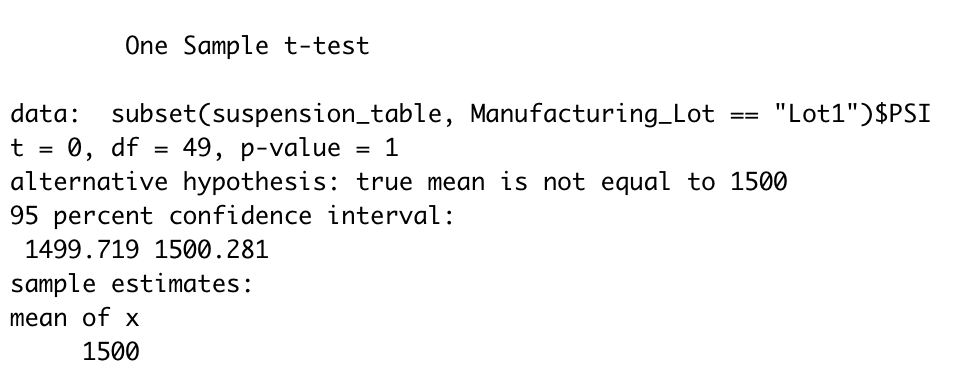 One Sample t-test
data:  subset(suspension_table, Manufacturing_Lot == "Lot1")$PSI
t = 0, df = 49, p-value = 1
alternative hypothesis: true mean is not equal to 1500
95 percent confidence interval:
 1499.719 1500.281
sample estimates:
mean of x
     1500